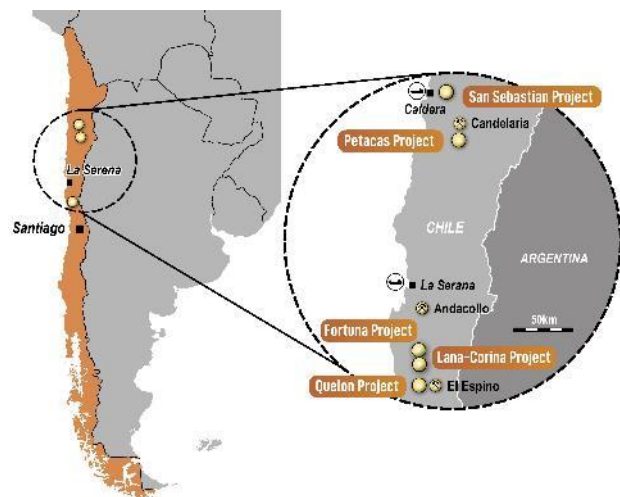 La Serena
Santiago
San Sebastian Project
Caldera
Candelaria
Petacas Project
CHILE
ARGENTINA
La Serana
Andacollo
50km
Fortuna Project
Lana-Corina Project
Quelon Project
El Espino